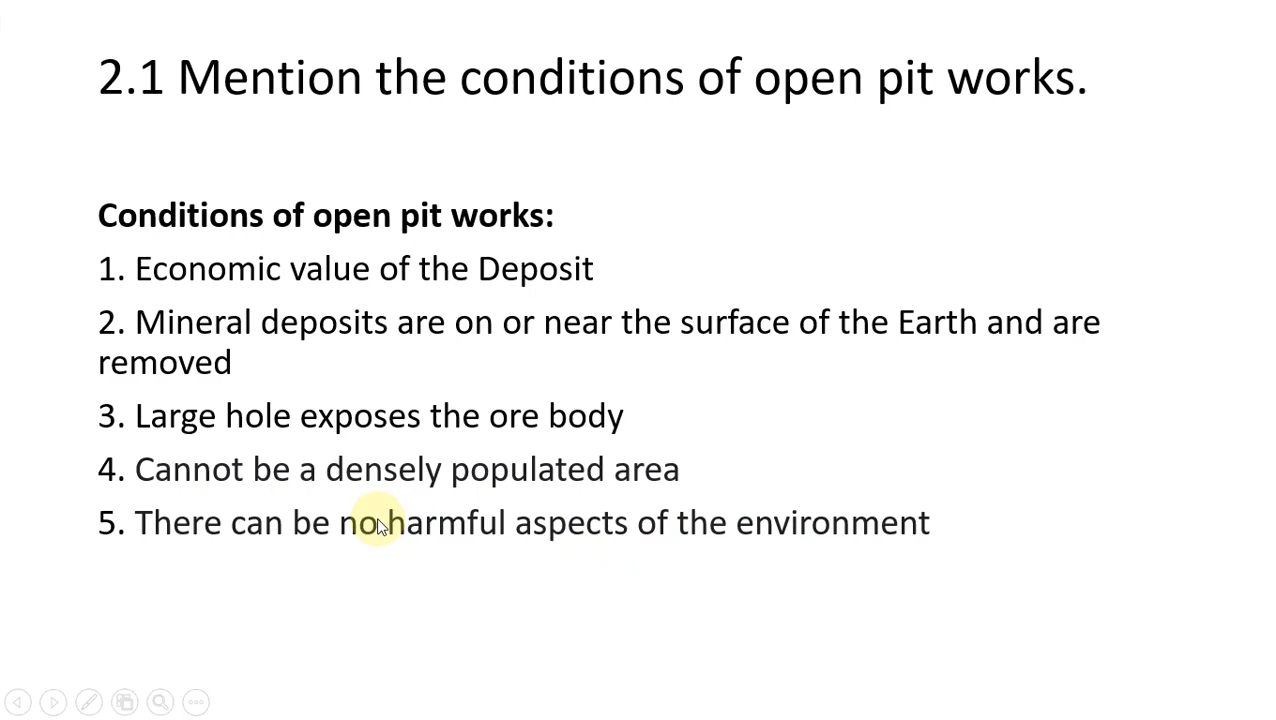 2.1 Mention the conditions of open pit works.
Conditions of open pit works:
1. Economic value of the Deposit
2. Mineral deposits are on or near the surface of the Earth and are
removed
3. Large hole exposes the ore body
4. Cannot be a densely populated area
5. There can be no harmful aspects of the environment